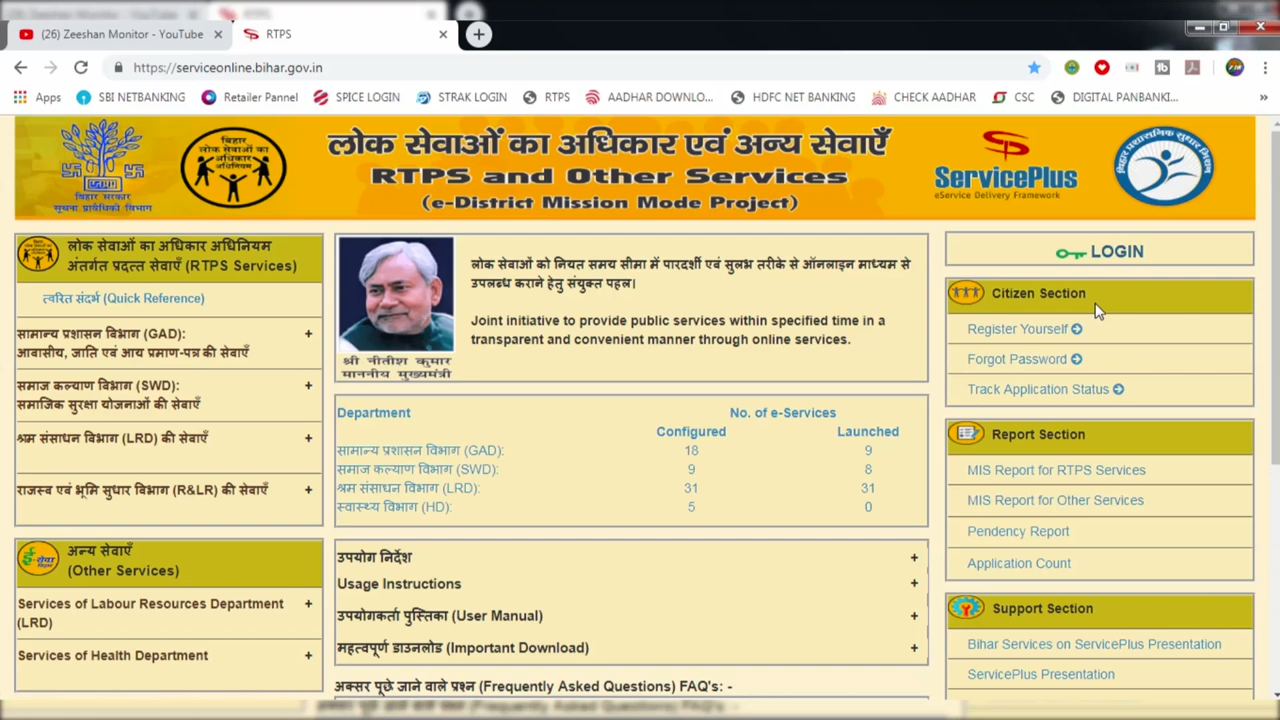 (26) Zeeshan Monitor - YouTube
RTPS
https://serviceonline.bihar.gov.in
Apps
SBI NETBANKING
Retailer Pannel
SPICE LOGIN
STRAK LOGIN
RTPS
AADHAR DOWNLO...
HDFC NET BANKING
CHECK AADHAR
CSC
DIGITAL PANBANKI...
बिहार सरकार
सूचना प्रावैधिकी विभाग
बिहार
लोक सेवाओं का
अधिकार
अधिनियम
लोक सेवाओं का अधिकार एवं अन्य सेवाएँ
RTPS and Other Services
(e-District Mission Mode Project)
ServicePlus
eService Delivery Framework
बिहार प्रशासनिक सुधार मिशन
लोक सेवाओं का अधिकार अधिनियम
अंतर्गत प्रदत्त सेवाएँ (RTPS Services)
त्वरित संदर्भ (Quick Reference)
सामान्य प्रशासन विभाग (GAD): +
आवासीय, जाति एवं आय प्रमाण-पत्र की सेवाएँ
समाज कल्याण विभाग (SWD): +
समाजिक सुरक्षा योजनाओं की सेवाएँ
श्रम संसाधन विभाग (LRD) की सेवाएँ +
राजस्व एवं भूमि सुधार विभाग (R&LR) की सेवाएँ +
अन्य सेवाएँ
(Other Services)
Services of Labour Resources Department +
(LRD)
Services of Health Department +
श्री नीतीश कुमार
माननीय मुख्यमंत्री
लोक सेवाओं को नियत समय सीमा में पारदर्शी एवं सुलभ तरीके से ऑनलाइन माध्यम से
उपलब्ध कराने हेतु संयुक्त पहल।
Joint initiative to provide public services within specified time in a
transparent and convenient manner through online services.
Department No. of e-Services
Configured Launched
सामान्य प्रशासन विभाग (GAD): 18 9
समाज कल्याण विभाग (SWD): 9 8
श्रम संसाधन विभाग (LRD): 31 31
स्वास्थ्य विभाग (HD): 5 0
उपयोग निर्देश +
Usage Instructions +
उपयोगकर्ता पुस्तिका (User Manual) +
महत्वपूर्ण डाउनलोड (Important Download) +
अक्सर पूछे जाने वाले प्रश्न (Frequently Asked Questions) FAQ's: -
LOGIN
Citizen Section
Register Yourself
Forgot Password
Track Application Status
Report Section
MIS Report for RTPS Services
MIS Report for Other Services
Pendency Report
Application Count
Support Section
Bihar Services on ServicePlus Presentation
ServicePlus Presentation